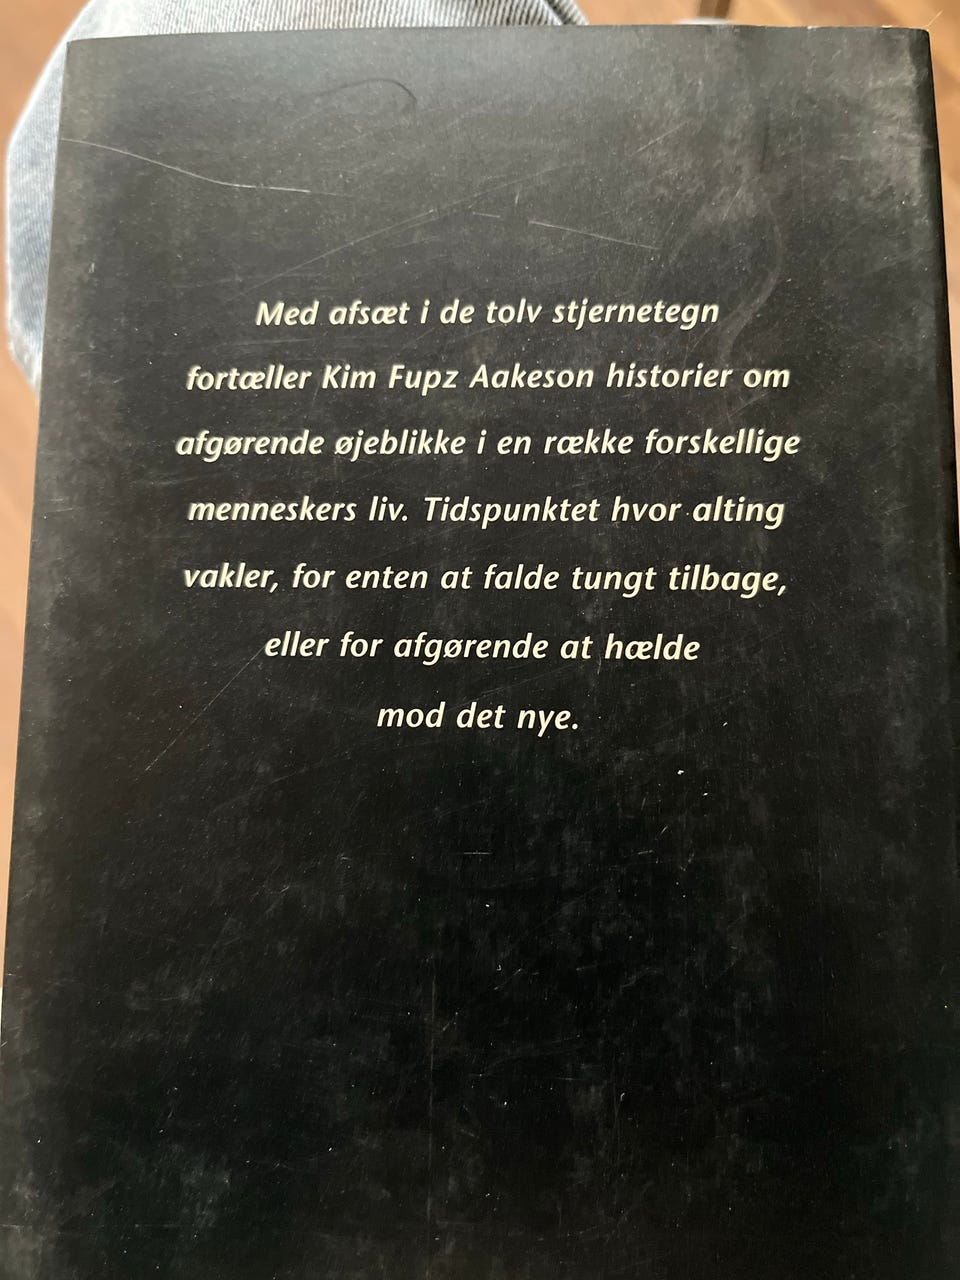 Med afsæt i de tolv stjernetegn
fortæller Kim Fupz Aakeson historier om
afgørende øjeblikke i en række forskellige
menneskers liv. Tidspunktet hvor alting
vakler, for enten at falde tungt tilbage,
eller for afgørende at hælde
mod det nye.